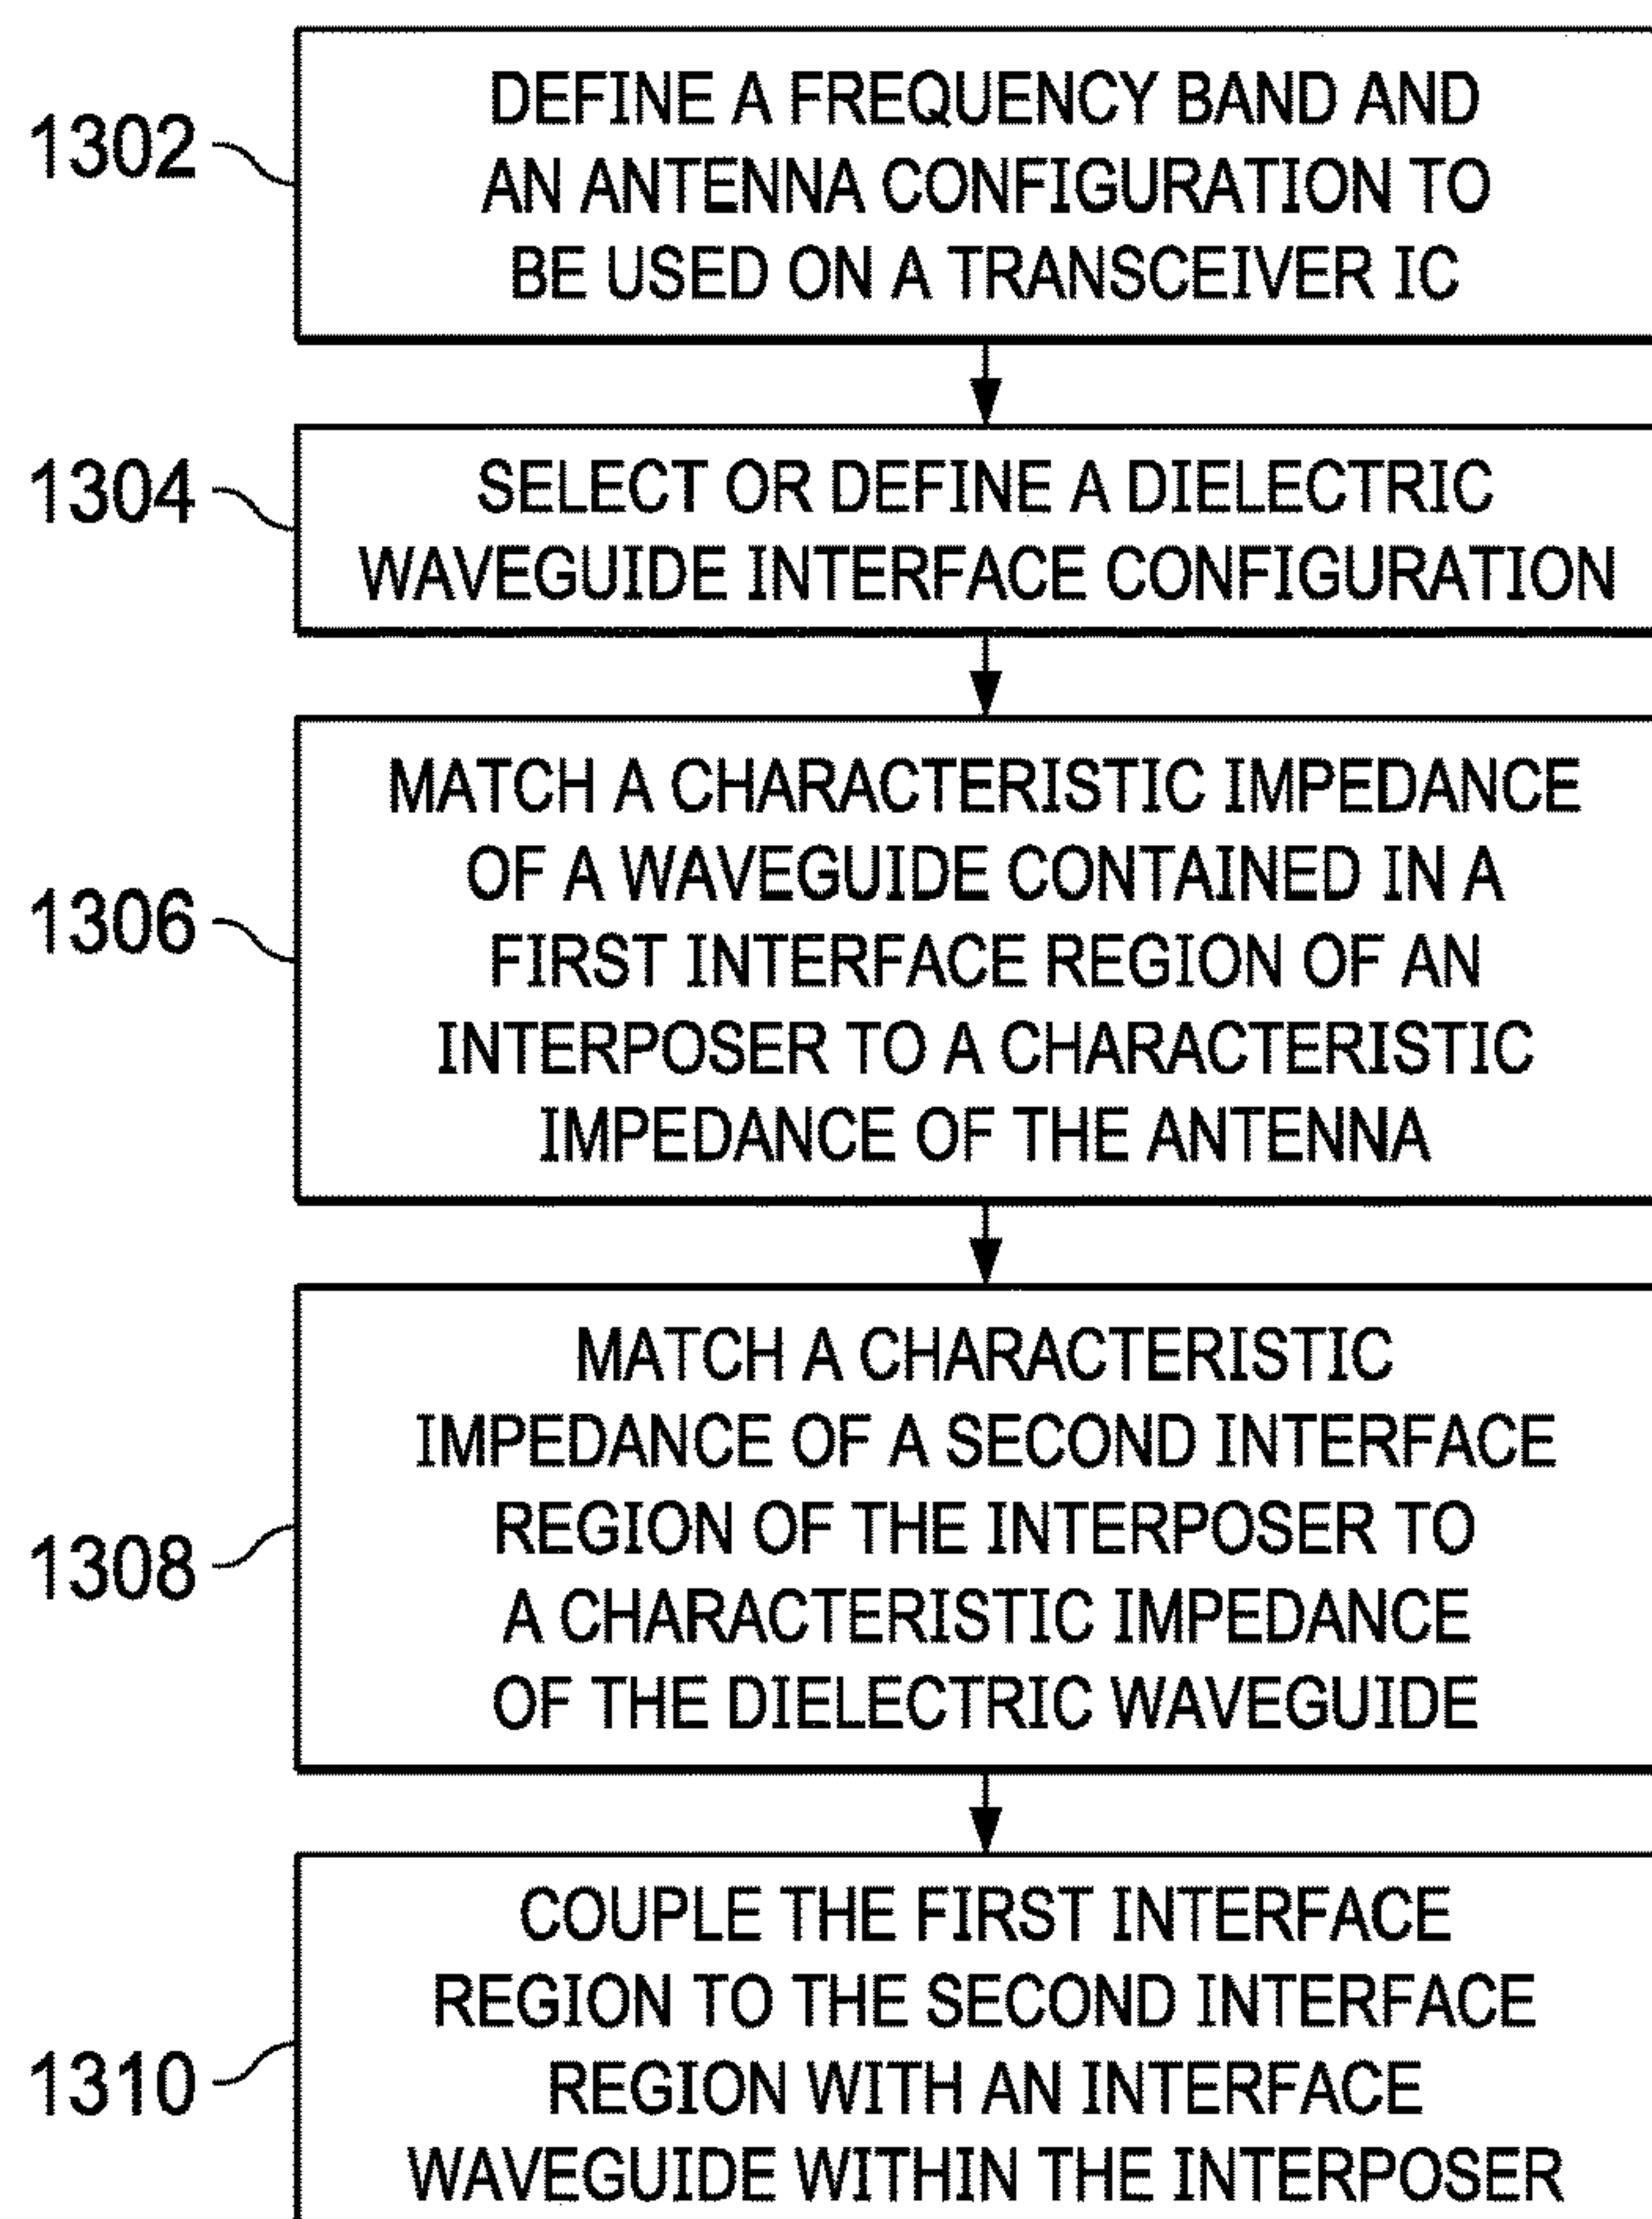 1302
DEFINE A FREQUENCY BAND AND
AN ANTENNA CONFIGURATION TO
BE USED ON A TRANSCEIVER IC
1304
SELECT OR DEFINE A DIELECTRIC
WAVEGUIDE INTERFACE CONFIGURATION
1306
MATCH A CHARACTERISTIC IMPEDANCE
OF A WAVEGUIDE CONTAINED IN A
FIRST INTERFACE REGION OF AN
INTERPOSER TO A CHARACTERISTIC
IMPEDANCE OF THE ANTENNA
1308
MATCH A CHARACTERISTIC
IMPEDANCE OF A SECOND INTERFACE
REGION OF THE INTERPOSER TO
A CHARACTERISTIC IMPEDANCE
OF THE DIELECTRIC WAVEGUIDE
1310
COUPLE THE FIRST INTERFACE
REGION TO THE SECOND INTERFACE
REGION WITH AN INTERFACE
WAVEGUIDE WITHIN THE INTERPOSER